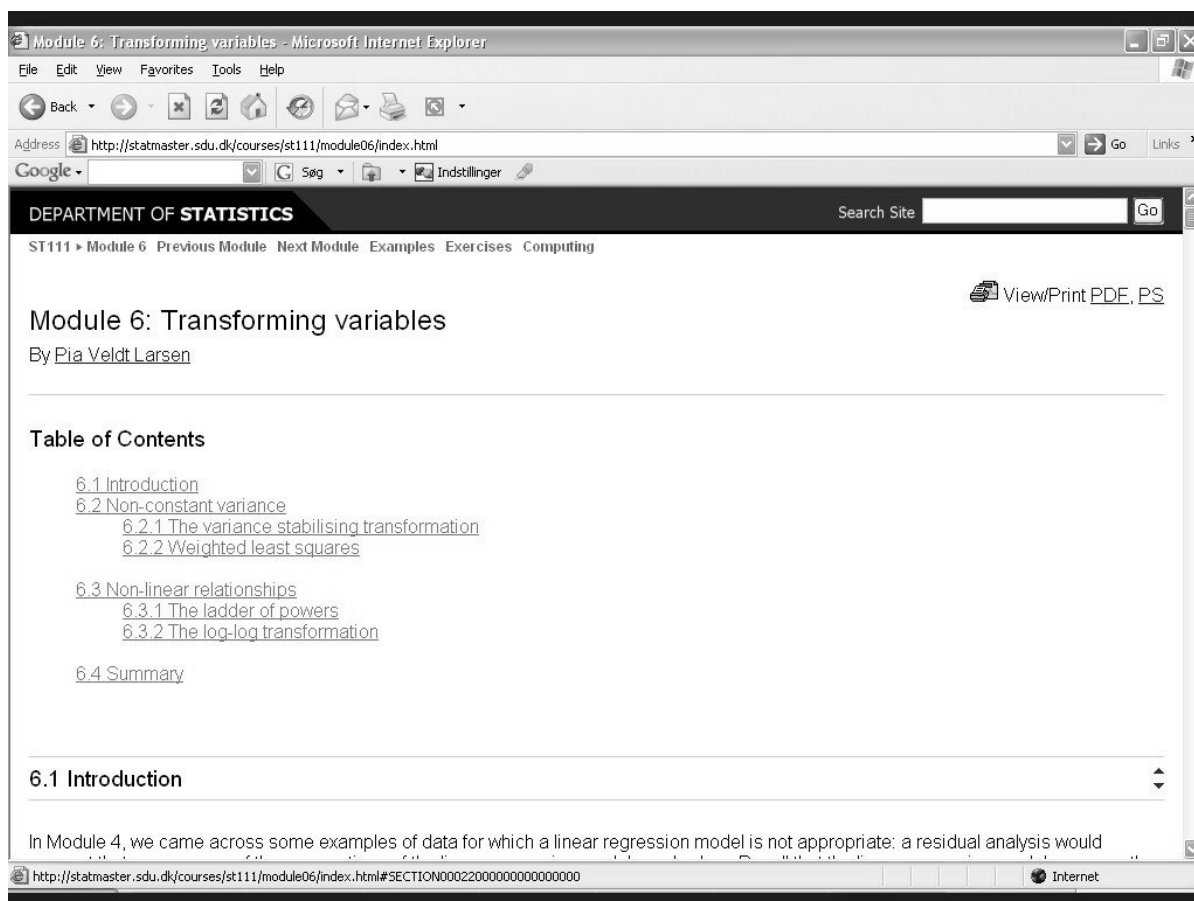 Module 6: Transforming variables - Microsoft Internet Explorer
File Edit View Favorites Tools Help
Back
Address http://statmaster.sdu.dk/courses/st111/module06/index.html Go Links
Google Søg Indstillinger
DEPARTMENT OF STATISTICS Search Site Go
ST111 Module 6 Previous Module Next Module Examples Exercises Computing
View/Print PDF, PS
Module 6: Transforming variables
By Pia Veldt Larsen
Table of Contents
6.1 Introduction
6.2 Non-constant variance
6.2.1 The variance stabilising transformation
6.2.2 Weighted least squares
6.3 Non-linear relationships
6.3.1 The ladder of powers
6.3.2 The log-log transformation
6.4 Summary
6.1 Introduction
In Module 4, we came across some examples of data for which a linear regression model is not appropriate: a residual analysis would
http://statmaster.sdu.dk/courses/st111/module06/index.html#SECTION00022000000000000000 Internet